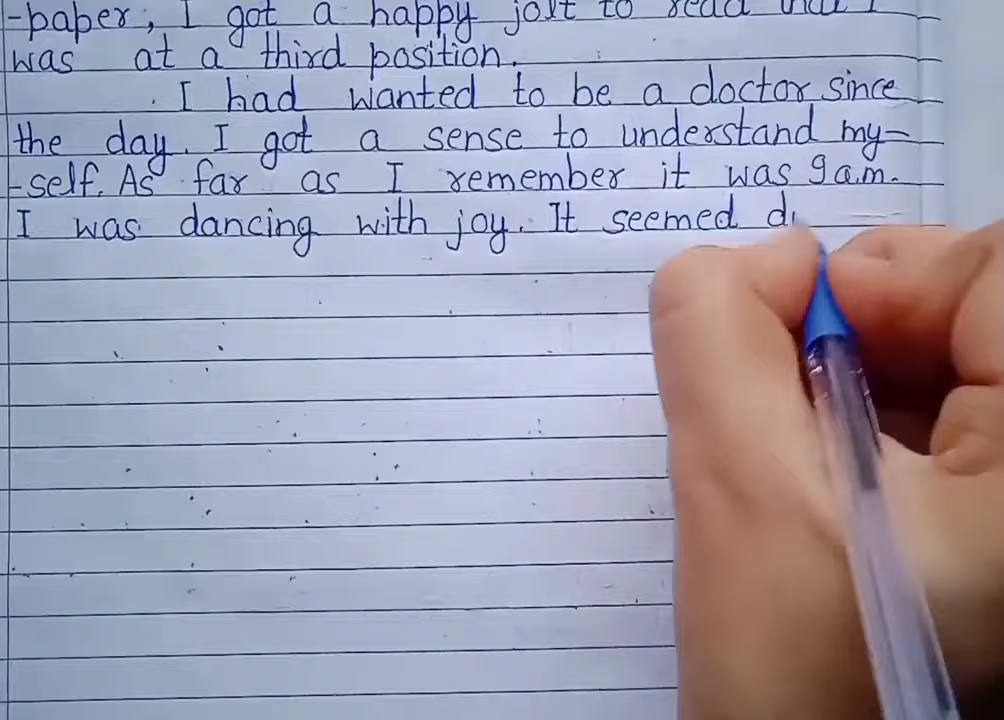 -paper, I got a happy jolt to read that I
was at a third position.
I had wanted to be a doctor since
the day. I got a sense to understand my-
-self. As far as I remember it was 9 a.m.
I was dancing with joy. It seemed